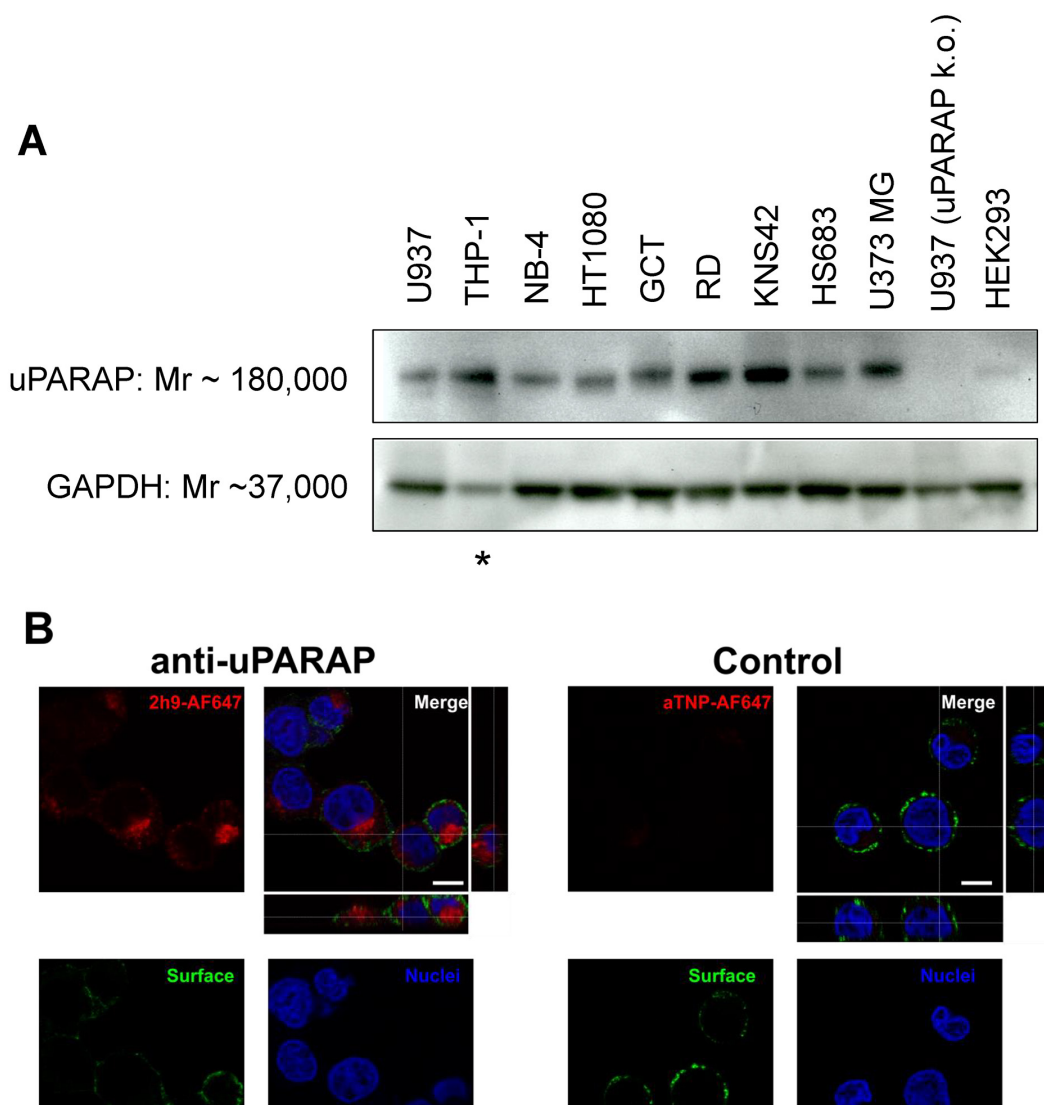 A
U937
THP-1
NB-4
HT1080
GCT
RD
KNS42
HS683
U373 MG
U937 (uPARAP k.o.)
HEK293
uPARAP: Mr ~ 180,000
GAPDH: Mr ~37,000
*
B
anti-uPARAP
Control
2h9-AF647
Merge
aTNP-AF647
Merge
Surface
Nuclei
Surface
Nuclei